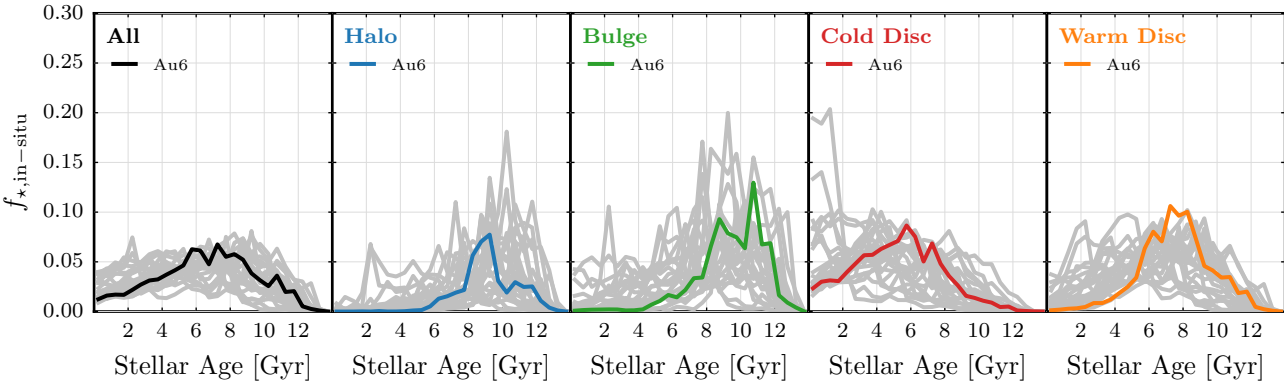 All
Halo
Bulge
Cold Disc
Warm Disc
Au6
Au6
Au6
Au6
Au6
0.30
0.25
0.20
0.15
0.10
0.05
0.00
f⋆,in−situ
2 4 6 8 10 12
2 4 6 8 10 12
2 4 6 8 10 12
2 4 6 8 10 12
2 4 6 8 10 12
Stellar Age [Gyr]
Stellar Age [Gyr]
Stellar Age [Gyr]
Stellar Age [Gyr]
Stellar Age [Gyr]